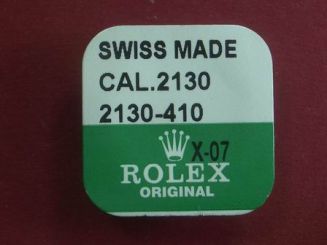 SWISS MADE
CAL.2130
2130-410
X-07
ROLEX
ORIGINAL